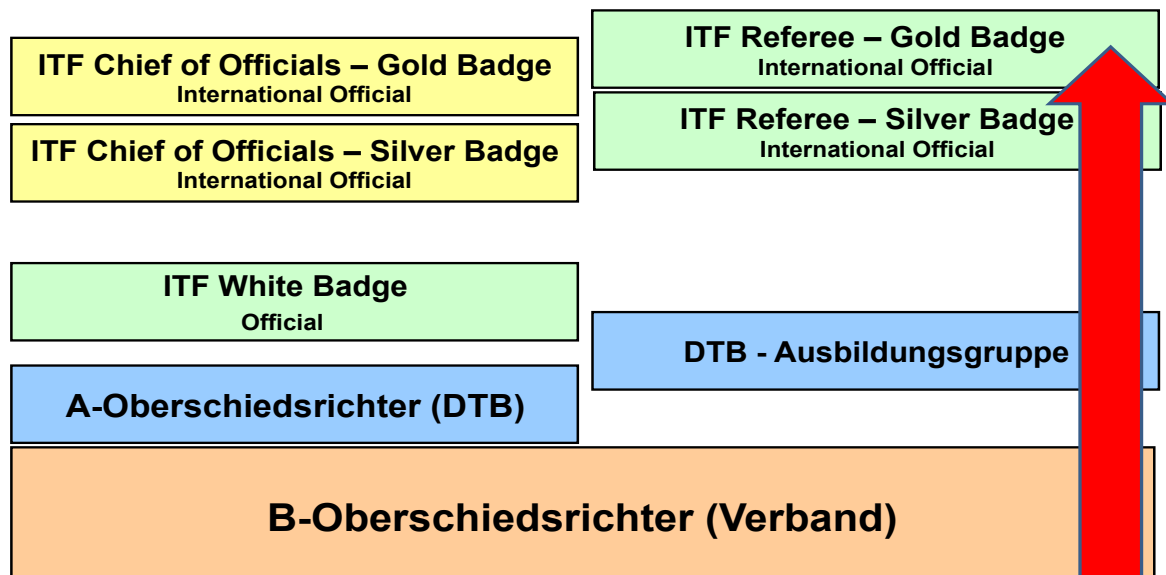 ITF Chief of Officials – Gold Badge
International Official
ITF Chief of Officials – Silver Badge
International Official
ITF White Badge
Official
A-Oberschiedsrichter (DTB)
ITF Referee – Gold Badge
International Official
ITF Referee – Silver Badge
International Official
DTB - Ausbildungsgruppe
B-Oberschiedsrichter (Verband)